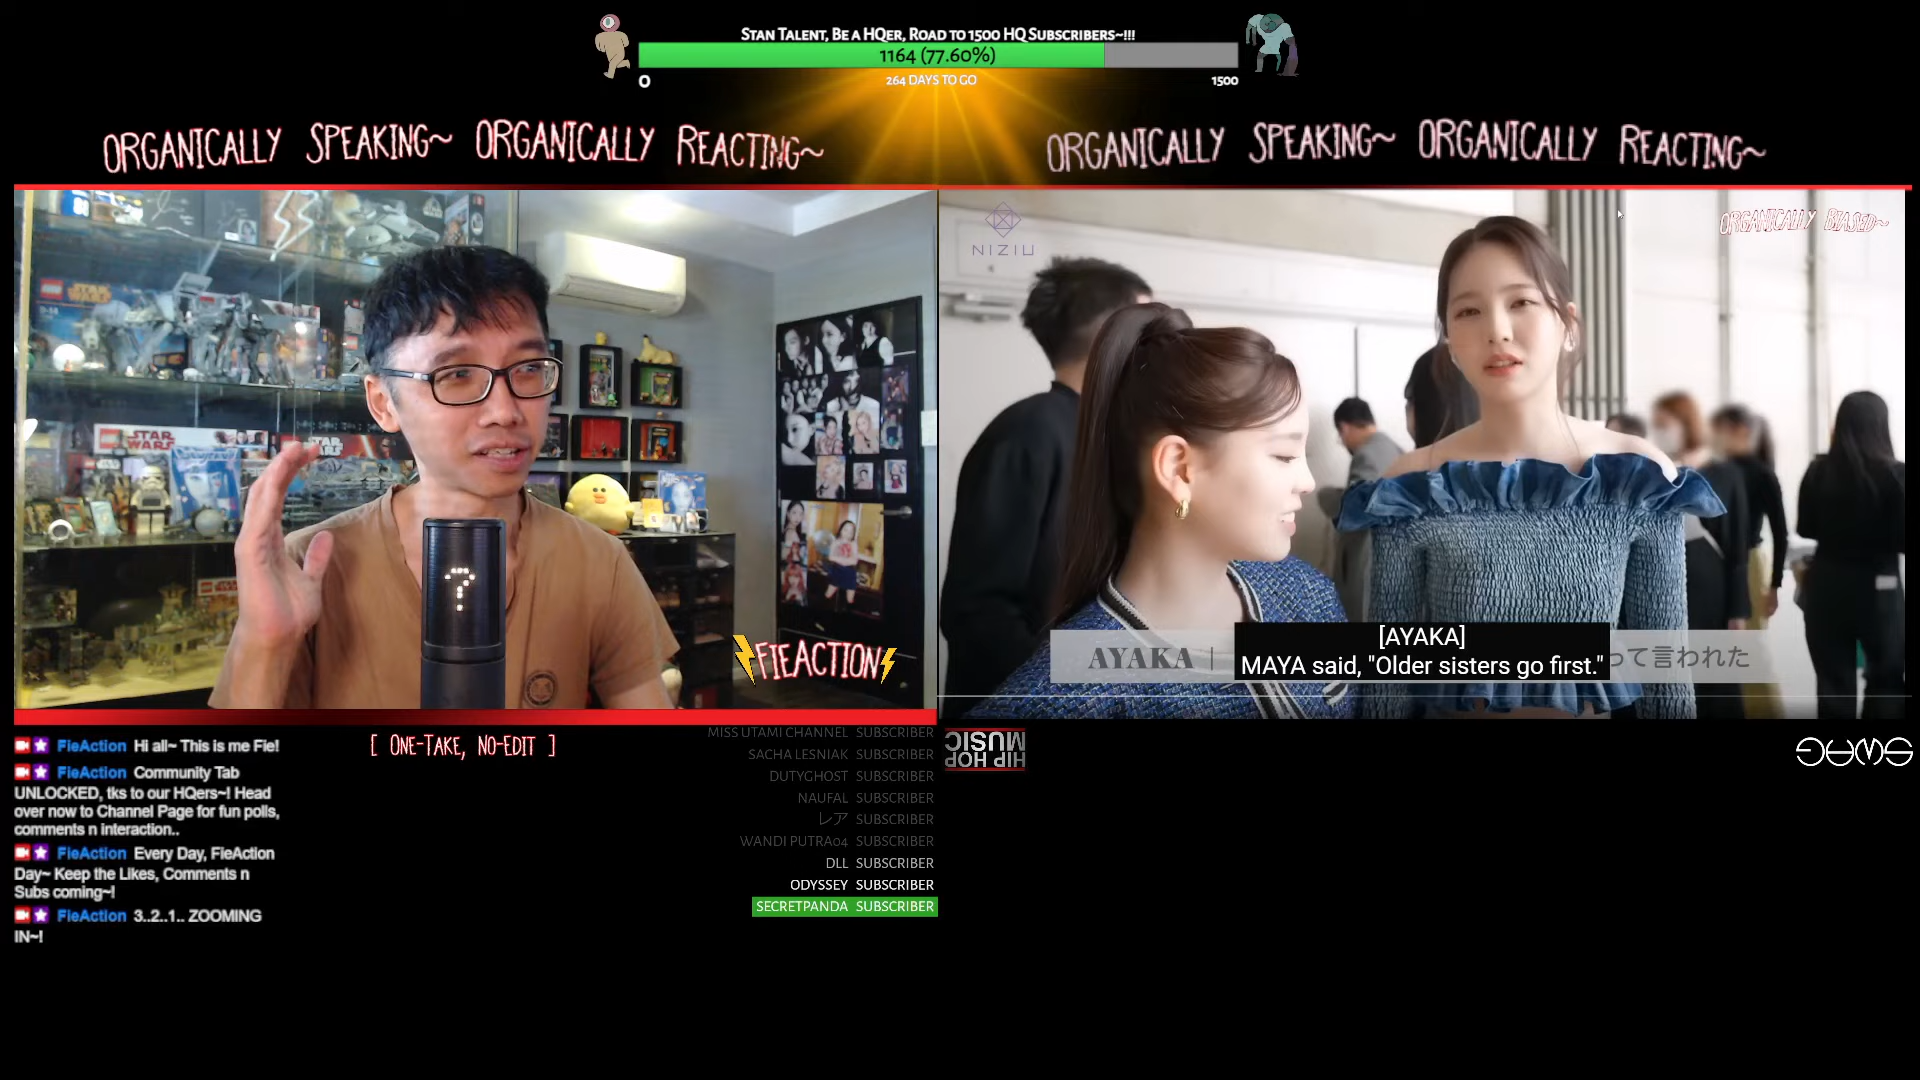 STAN TALENT, BE A HQER, ROAD TO 1500 HQ SUBSCRIBERS~!!!
1164 (77.60%)
0
264 DAYS TO GO
1500
ORGANICALLY SPEAKING~ ORGANICALLY REACTING~
ORGANICALLY SPEAKING~ ORGANICALLY REACTING~
NIZIU
ORGANICALLY BIASED~
STAR WARS
STAR WARS
STAR WARS
?
FIEACTION
AYAKA |
[AYAKA]
MAYA said, "Older sisters go first."
って言われた
FieAction Hi all~ This is me Fie!
FieAction Community Tab
UNLOCKED, tks to our HQers~! Head
over now to Channel Page for fun polls,
comments n interaction..
FieAction Every Day, FieAction
Day~ Keep the Likes, Comments n
Subs coming~!
FieAction 3..2..1.. ZOOMING
IN~!
[ ONE-TAKE, NO-EDIT ]
MISS UTAMI CHANNEL SUBSCRIBER
SACHA LESNIAK SUBSCRIBER
DUTYGHOST SUBSCRIBER
NAUFAL SUBSCRIBER
レア SUBSCRIBER
WANDI PUTRA04 SUBSCRIBER
DLL SUBSCRIBER
ODYSSEY SUBSCRIBER
SECRETPANDA SUBSCRIBER
HIP HOP
MUSIC